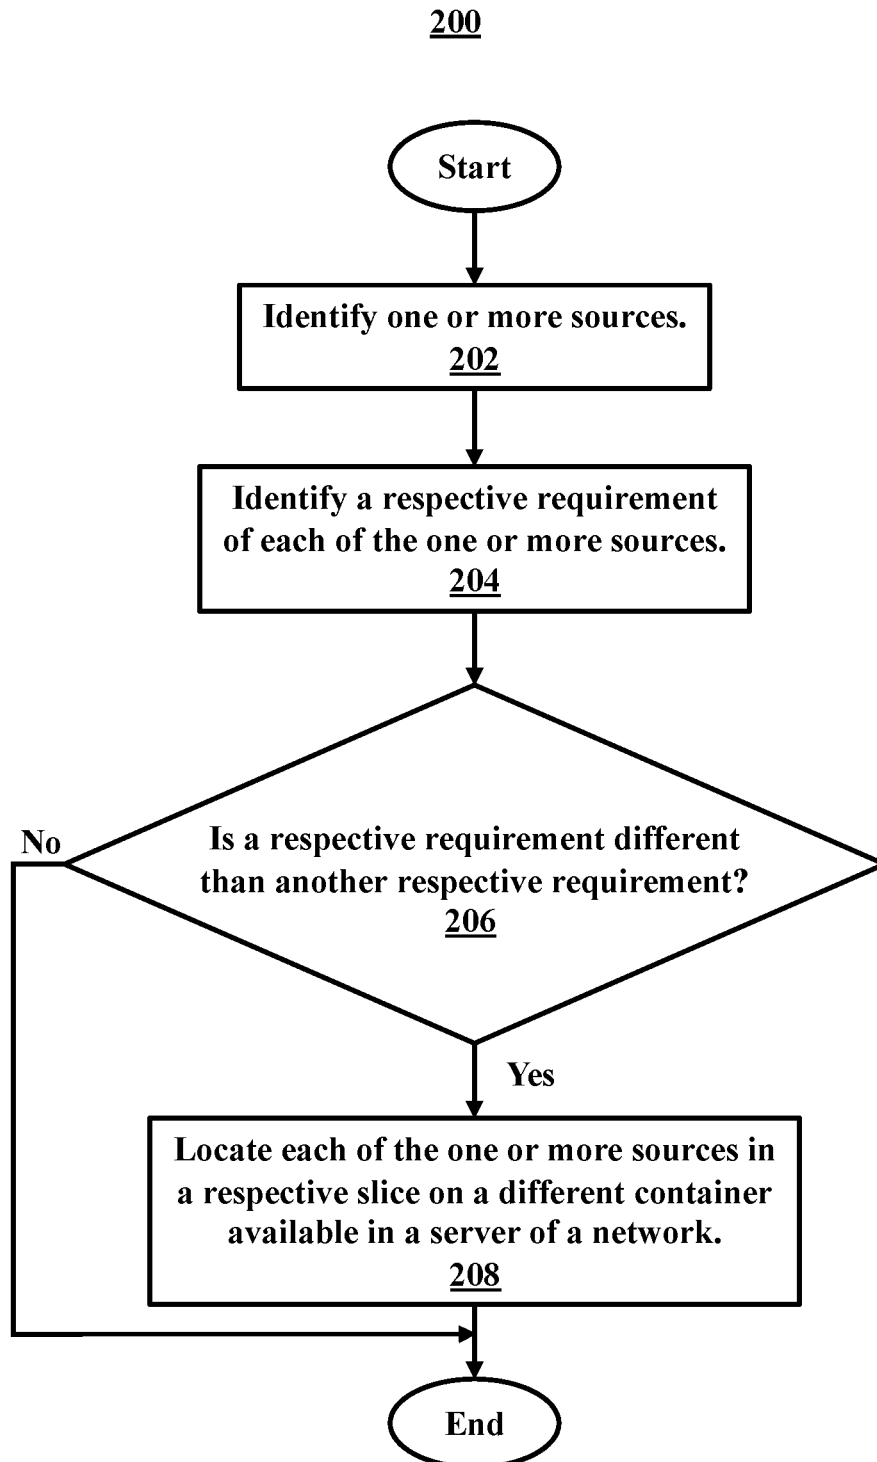 200
Start
Identify one or more sources.
202
Identify a respective requirement
of each of the one or more sources.
204
No
Is a respective requirement different
than another respective requirement?
206
Yes
Locate each of the one or more sources in
a respective slice on a different container
available in a server of a network.
208
End